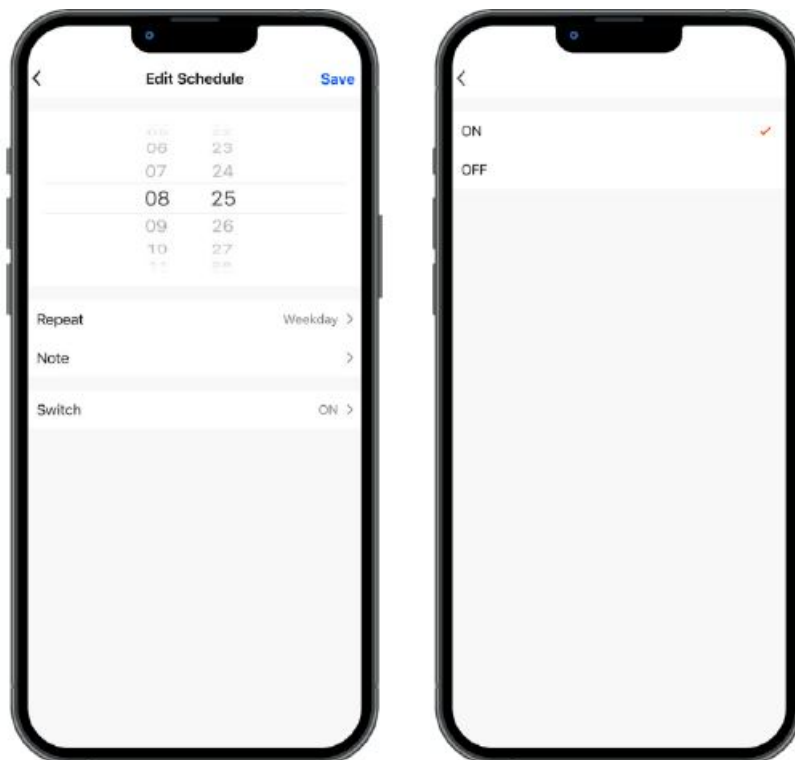 Edit Schedule Save
06 23
07 24
08 25
09 26
10 27
Repeat Weekday
Note
Switch ON
ON
OFF